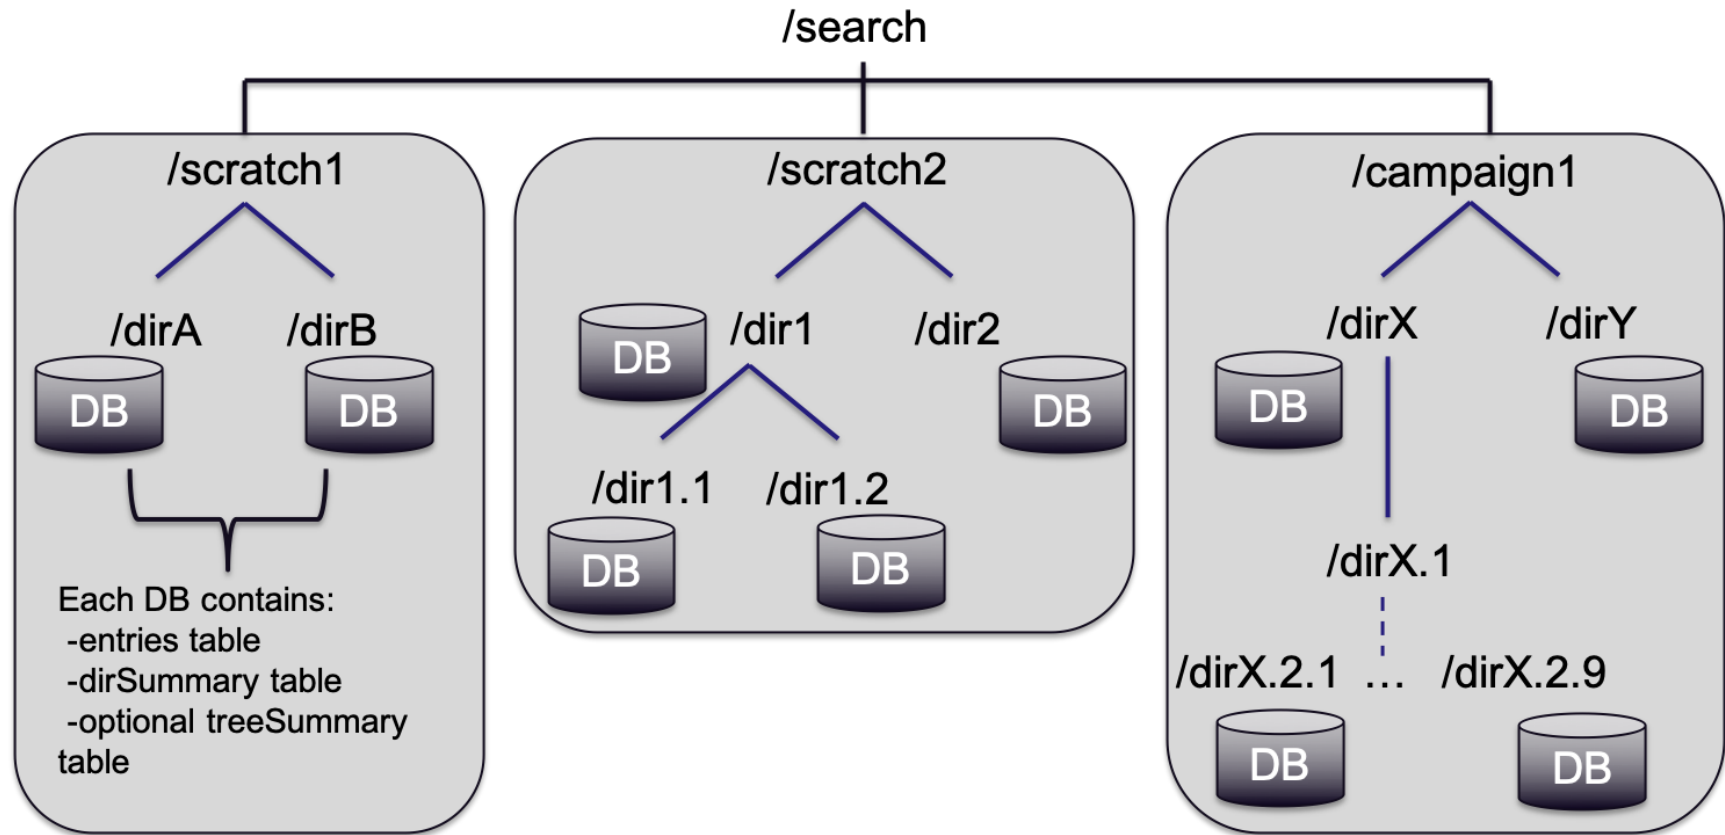 /search
/scratch1
/scratch2
/campaign1
/dirA
/dirB
DB
DB
Each DB contains:
-entries table
-dirSummary table
-optional treeSummary
table
/dir1
/dir2
DB
DB
/dir1.1
/dir1.2
DB
DB
/dirX
/dirY
DB
DB
/dirX.1
/dirX.2.1 ... /dirX.2.9
DB
DB